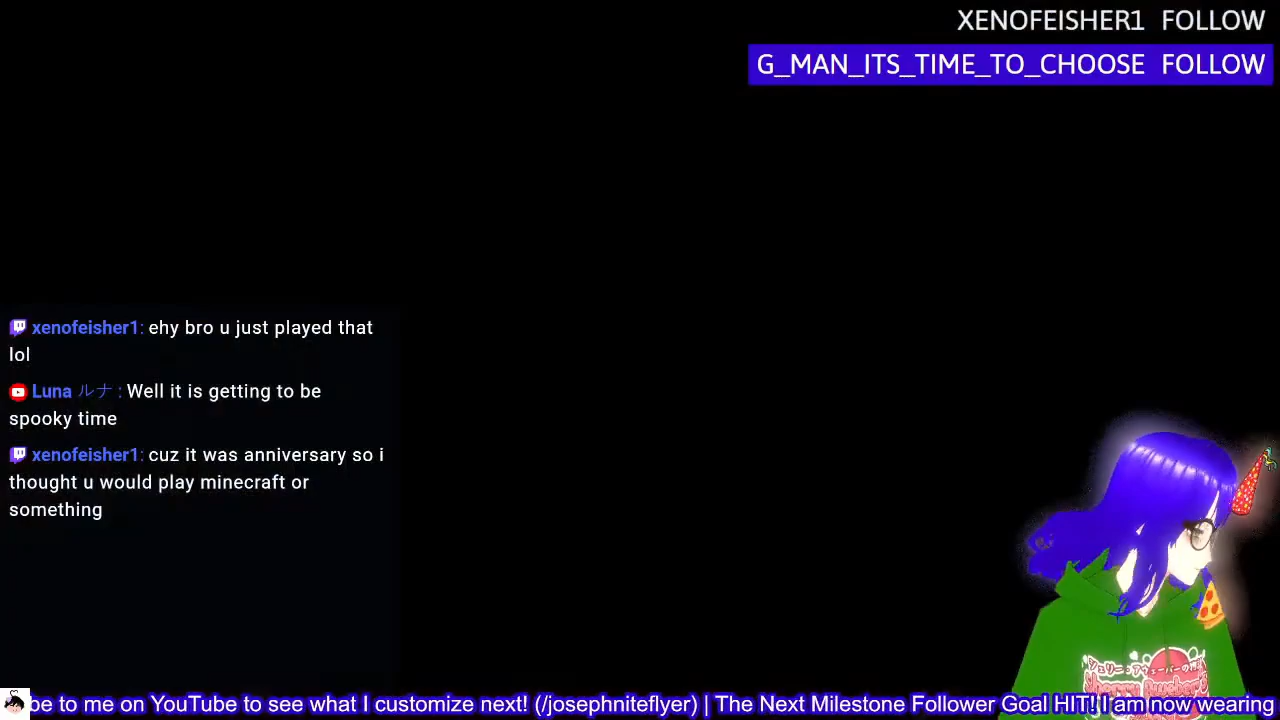 XENOFEISHER1 FOLLOW
G_MAN_ITS_TIME_TO_CHOOSE FOLLOW
xenofeisher1: ehy bro u just played that
lol
Luna ルナ : Well it is getting to be
spooky time
xenofeisher1: cuz it was anniversary so i
thought u would play minecraft or
something
be to me on YouTube to see what I customize next! (/josephniteflyer) | The Next Milestone Follower Goal HIT! I am now wearing